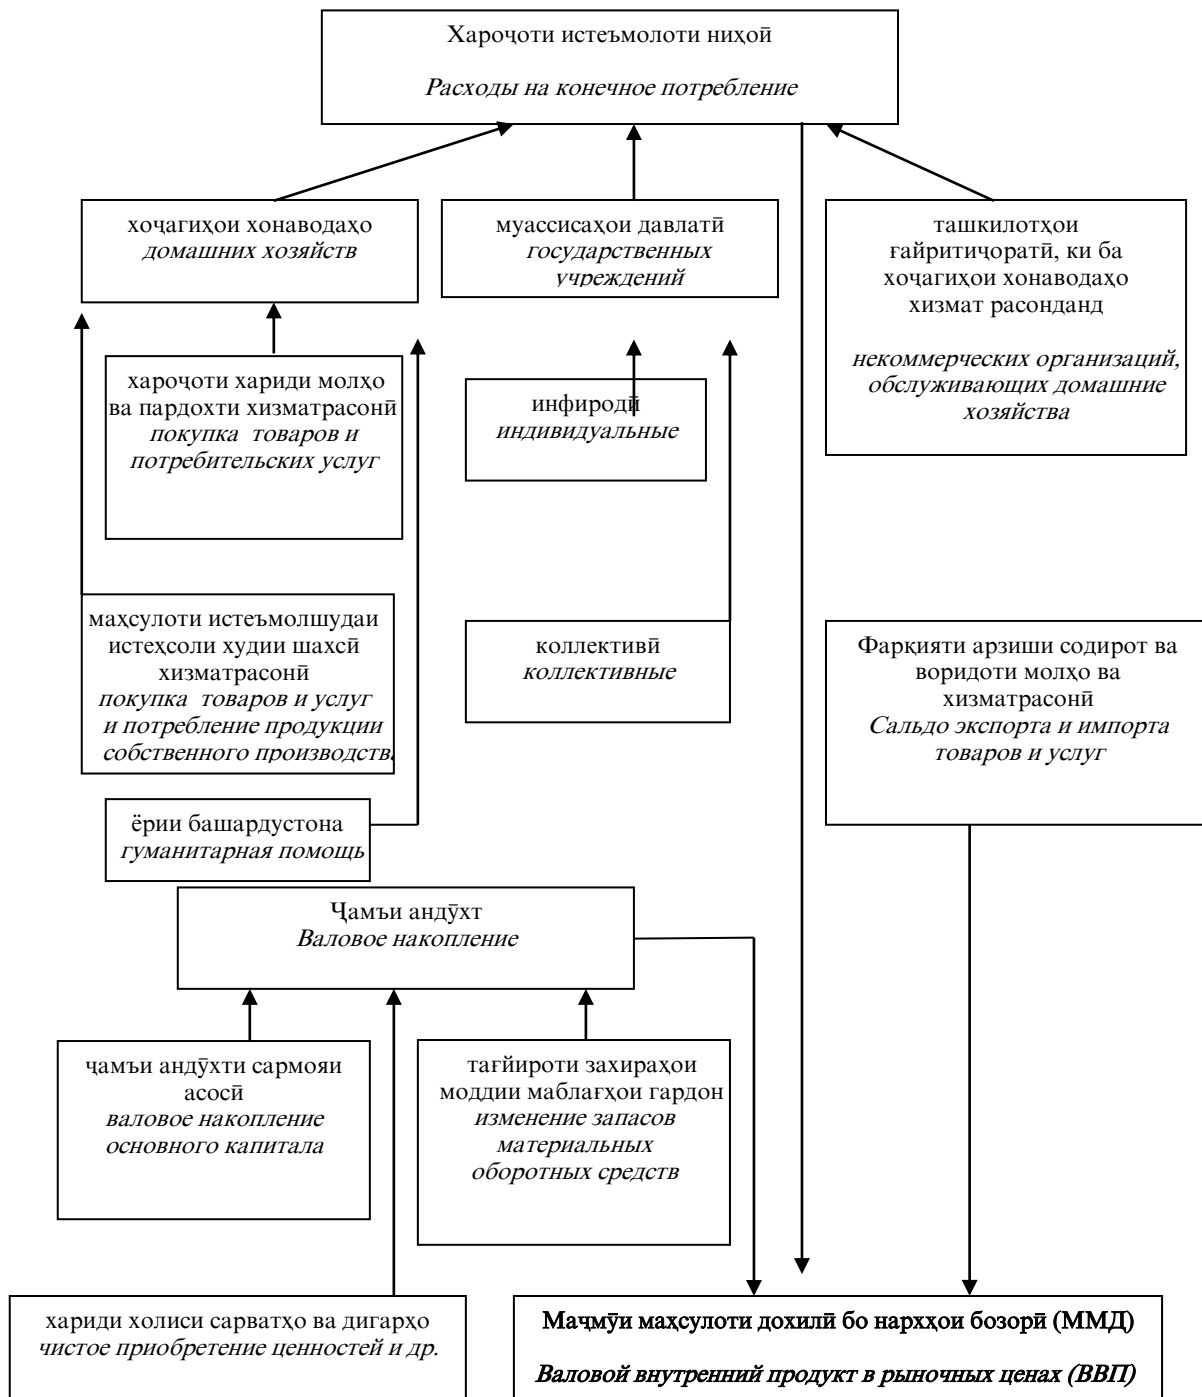 Хароҷоти истеъмолоти ниҳоӣ
Расходы на конечное потребление
хоҷагиҳои хонаводаҳо
домашних хозяйств
муассисаҳои давлатӣ
государственных
учреждений
ташкилотҳои
ғайритиҷоратӣ, ки ба
хоҷагиҳои хонаводаҳо
хизмат расонданд
некоммерческих организаций,
обслуживающих домашние
хозяйства
хароҷоти хариди молҳо
ва пардохти хизматрасонӣ
покупка товаров и
потребительских услуг
инфиродӣ
индивидуальные
маҳсулоти истеъмолшудаи
истеҳсоли худии шахсӣ
хизматрасонӣ
покупка товаров и услуг
и потребление продукции
собственного производства
коллективӣ
коллективные
Фарқияти арзиши содирот ва
воридоти молҳо ва
хизматрасонӣ
Сальдо экспорта и импорта
товаров и услуг
ёрии башардустона
гуманитарная помощь
Ҷамъи андӯхт
Валовое накопление
ҷамъи андӯхти сармояи
асосӣ
валовое накопление
основного капитала
тағйироти захираҳои
моддии маблағҳои гардон
изменение запасов
материальных
оборотных средств
хариди холиси сарватҳо ва дигарҳо
чистое приобретение ценностей и др.
Маҷмӯи маҳсулоти дохилӣ бо нархҳои бозорӣ (ММД)
Валовой внутренний продукт в рыночных ценах (ВВП)